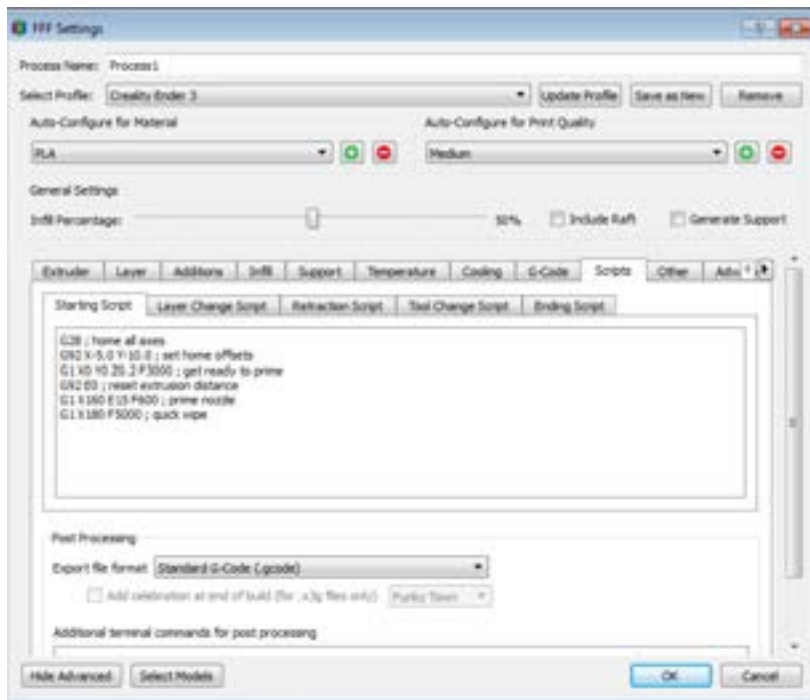 FFF Settings
Process Name: Process1
Select Profile: Creality Ender 3 Update Profile Save as New Remove
Auto-Configure for Material Auto-Configure for Print Quality
PLA Medium
General Settings
Infill Percentage: 50% Include Raft Generate Support
Extruder Layer Additions Infill Support Temperature Cooling G-Code Scripts Other Adv
Starting Script Layer Change Script Retraction Script Tool Change Script Ending Script
G28 ; home all axes
G92 X-5.0 Y-10.0 ; set home offsets
G1 X0 Y0 Z0.2 F3000 ; get ready to prime
G92 E0 ; reset extrusion distance
G1 X160 E15 F600 ; prime nozzle
G1 X180 F5000 ; quick wipe
Post Processing
Export file format Standard G-Code (.gcode)
Add celebration at end of build (for .x3g files only) Funky Town
Additional terminal commands for post processing
Hide Advanced Select Models OK Cancel